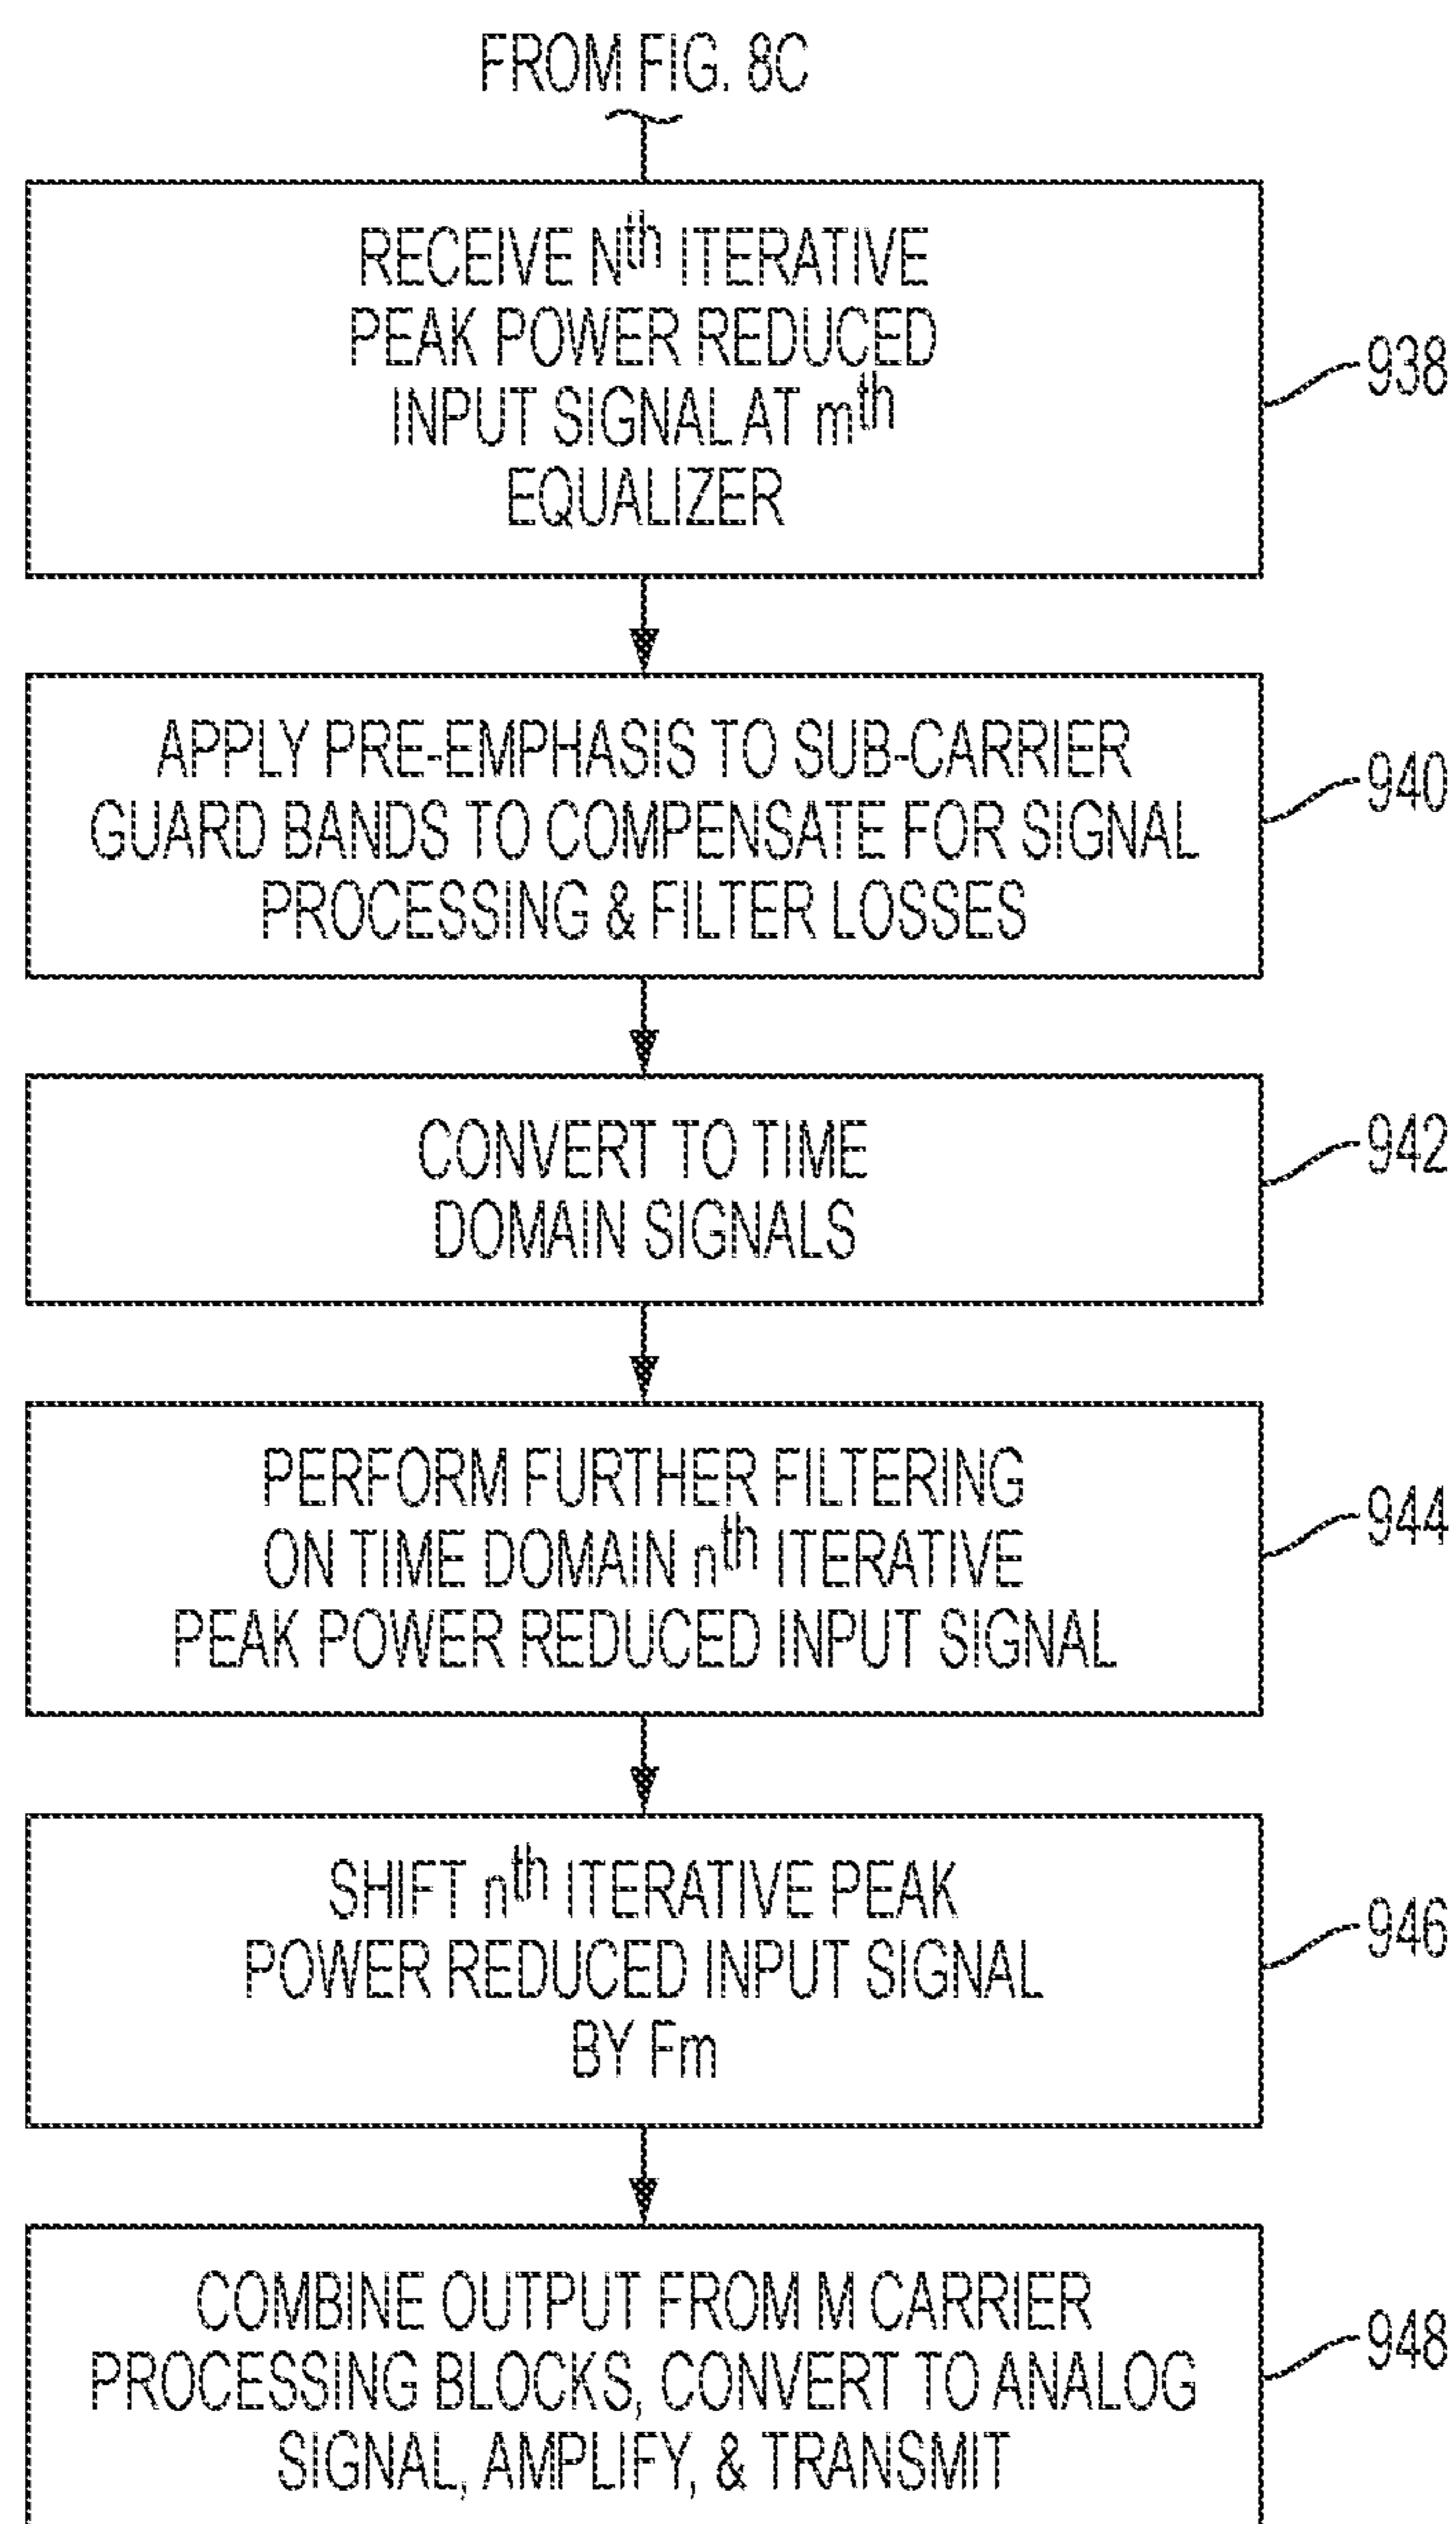 FROM FIG. 8C
RECEIVE Nth ITERATIVE
PEAK POWER REDUCED
INPUT SIGNAL AT mth
EQUALIZER
938
APPLY PRE-EMPHASIS TO SUB-CARRIER
GUARD BANDS TO COMPENSATE FOR SIGNAL
PROCESSING & FILTER LOSSES
940
CONVERT TO TIME
DOMAIN SIGNALS
942
PERFORM FURTHER FILTERING
ON TIME DOMAIN nth ITERATIVE
PEAK POWER REDUCED INPUT SIGNAL
944
SHIFT nth ITERATIVE PEAK
POWER REDUCED INPUT SIGNAL
BY Fm
946
COMBINE OUTPUT FROM M CARRIER
PROCESSING BLOCKS, CONVERT TO ANALOG
SIGNAL, AMPLIFY, & TRANSMIT
948